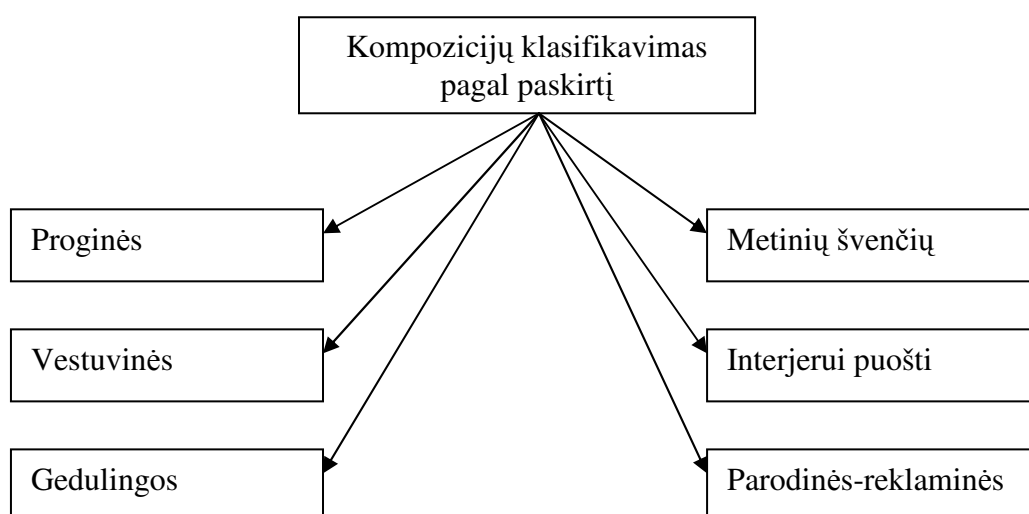 Kompozicijų klasifikavimas
pagal paskirtį
Proginės
Metinių švenčių
Vestuvinės
Interjerui puošti
Gedulingos
Parodinės-reklaminės